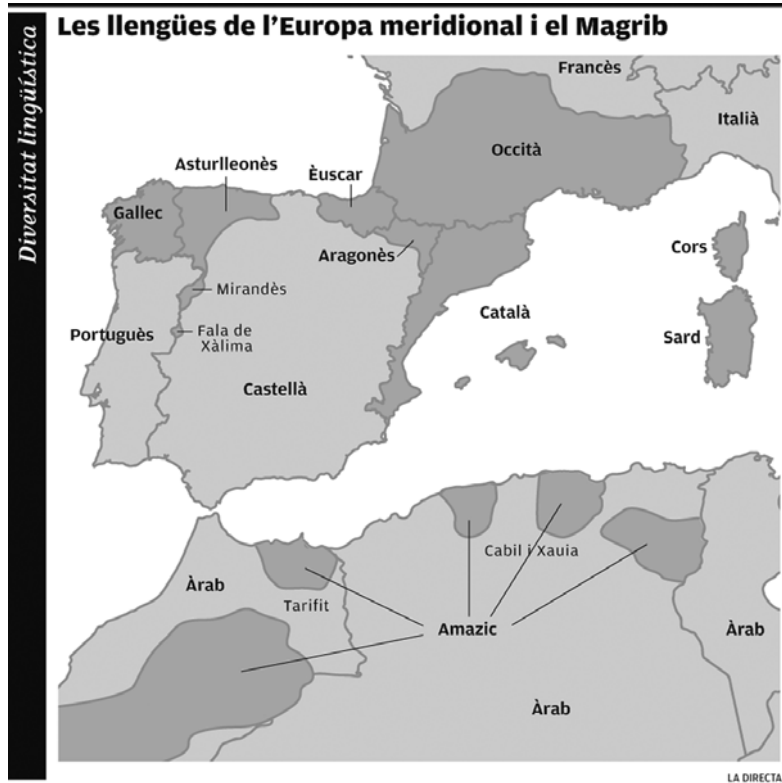 Diversitat lingüística
Les llengües de l'Europa meridional i el Magrib
Francès
Italià
Occità
Asturlleonès
Èuscar
Gallec
Aragonès
Cors
Mirandès
Català
Portuguès
Fala de
Xàlima
Sard
Castellà
Cabil i Xauia
Àrab
Tarifit
Amazic
Àrab
Àrab
LA DIRECTA